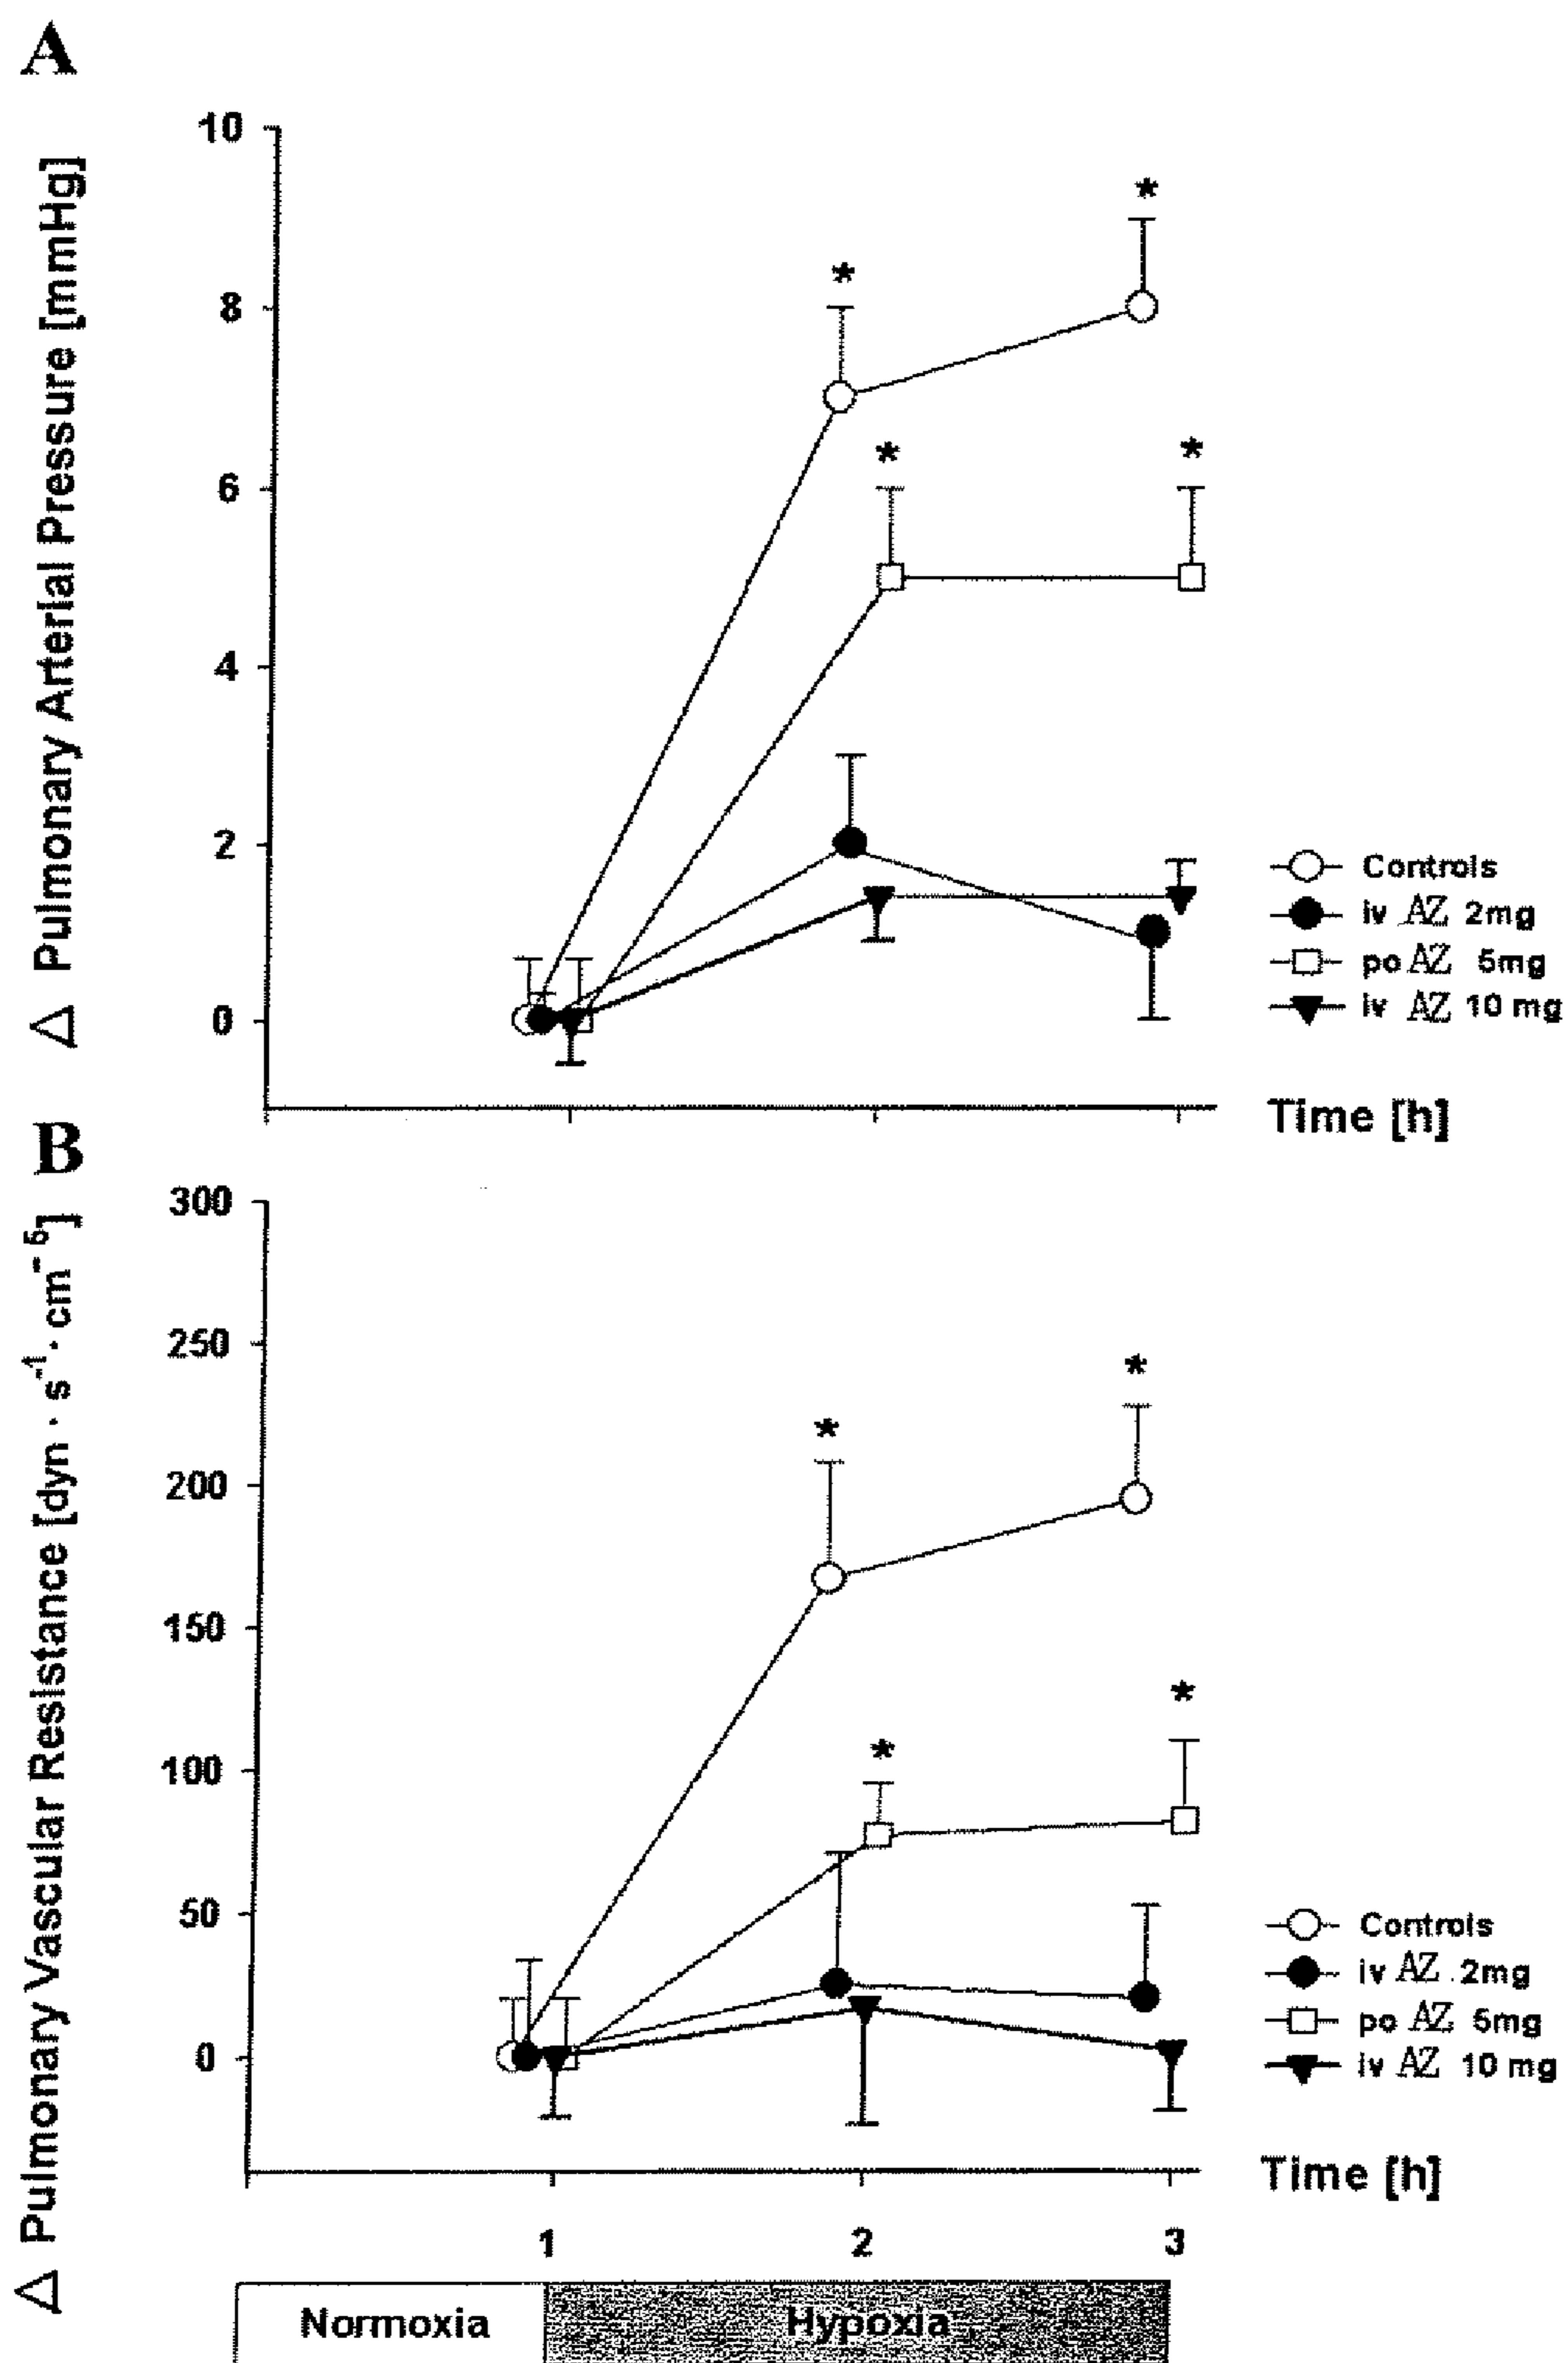 A
Δ Pulmonary Arterial Pressure [mmHg]
10
8
6
4
2
0
*
*
*
*
Controls
iv AZ 2mg
po AZ 5mg
iv AZ 10 mg
Time [h]
B
Δ Pulmonary Vascular Resistance [dyn · s⁻¹ · cm⁻⁵]
300
250
200
150
100
50
0
*
*
*
*
Controls
iv AZ 2mg
po AZ 5mg
iv AZ 10 mg
Time [h]
1 2 3
Normoxia Hypoxia